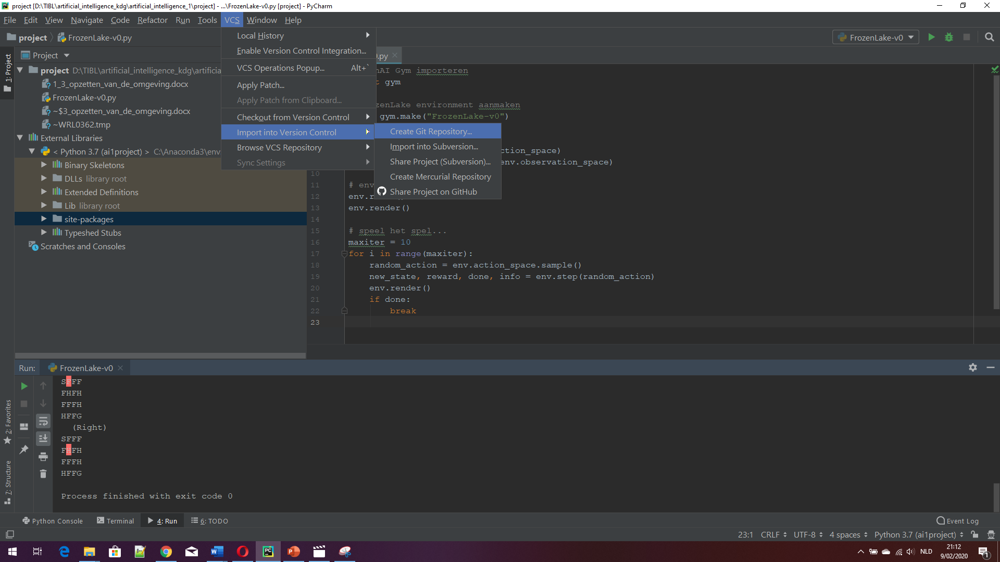 project [D:\TIBL\artificial_intelligence_kdg\artificial_intelligence_1\project] - ...\FrozenLake-v0.py [project] - PyCharm
File Edit View Navigate Code Refactor Run Tools VCS Window Help
project FrozenLake-v0.py
FrozenLake-v0
Local History
Enable Version Control Integration...
VCS Operations Popup... Alt+`
Apply Patch...
Apply Patch from Clipboard...
Checkout from Version Control
Import into Version Control
Browse VCS Repository
Sync Settings
Create Git Repository...
Import into Subversion...
Share Project (Subversion)...
Create Mercurial Repository
Share Project on GitHub
1: Project
Project
project D:\TIBL\artificial_intelligence_kdg\artificia
1_3_opzetten_van_de_omgeving.docx
FrozenLake-v0.py
~$3_opzetten_van_de_omgeving.docx
~WRL0362.tmp
External Libraries
< Python 3.7 (ai1project) > C:\Anaconda3\env
Binary Skeletons
DLLs library root
Extended Definitions
Lib library root
site-packages
Typeshed Stubs
Scratches and Consoles
.py
AI Gym importeren
t gym
zenLake environment aanmaken
gym.make("FrozenLake-v0")
ction_space)
env.observation_space)
10
11 # env
12 env.r
13 env.render()
14
15 # speel het spel...
16 maxiter = 10
17 for i in range(maxiter):
18 random_action = env.action_space.sample()
19 new_state, reward, done, info = env.step(random_action)
20 env.render()
21 if done:
22 break
23
Run: FrozenLake-v0
SFFF
FHFH
FFFH
HFFG
(Right)
SFFF
FHFH
FFFH
HFFG
Process finished with exit code 0
2: Favorites
7: Structure
Python Console Terminal 4: Run 6: TODO Event Log
23:1 CRLF UTF-8 4 spaces Python 3.7 (ai1project)
NLD
21:12
9/02/2020
1